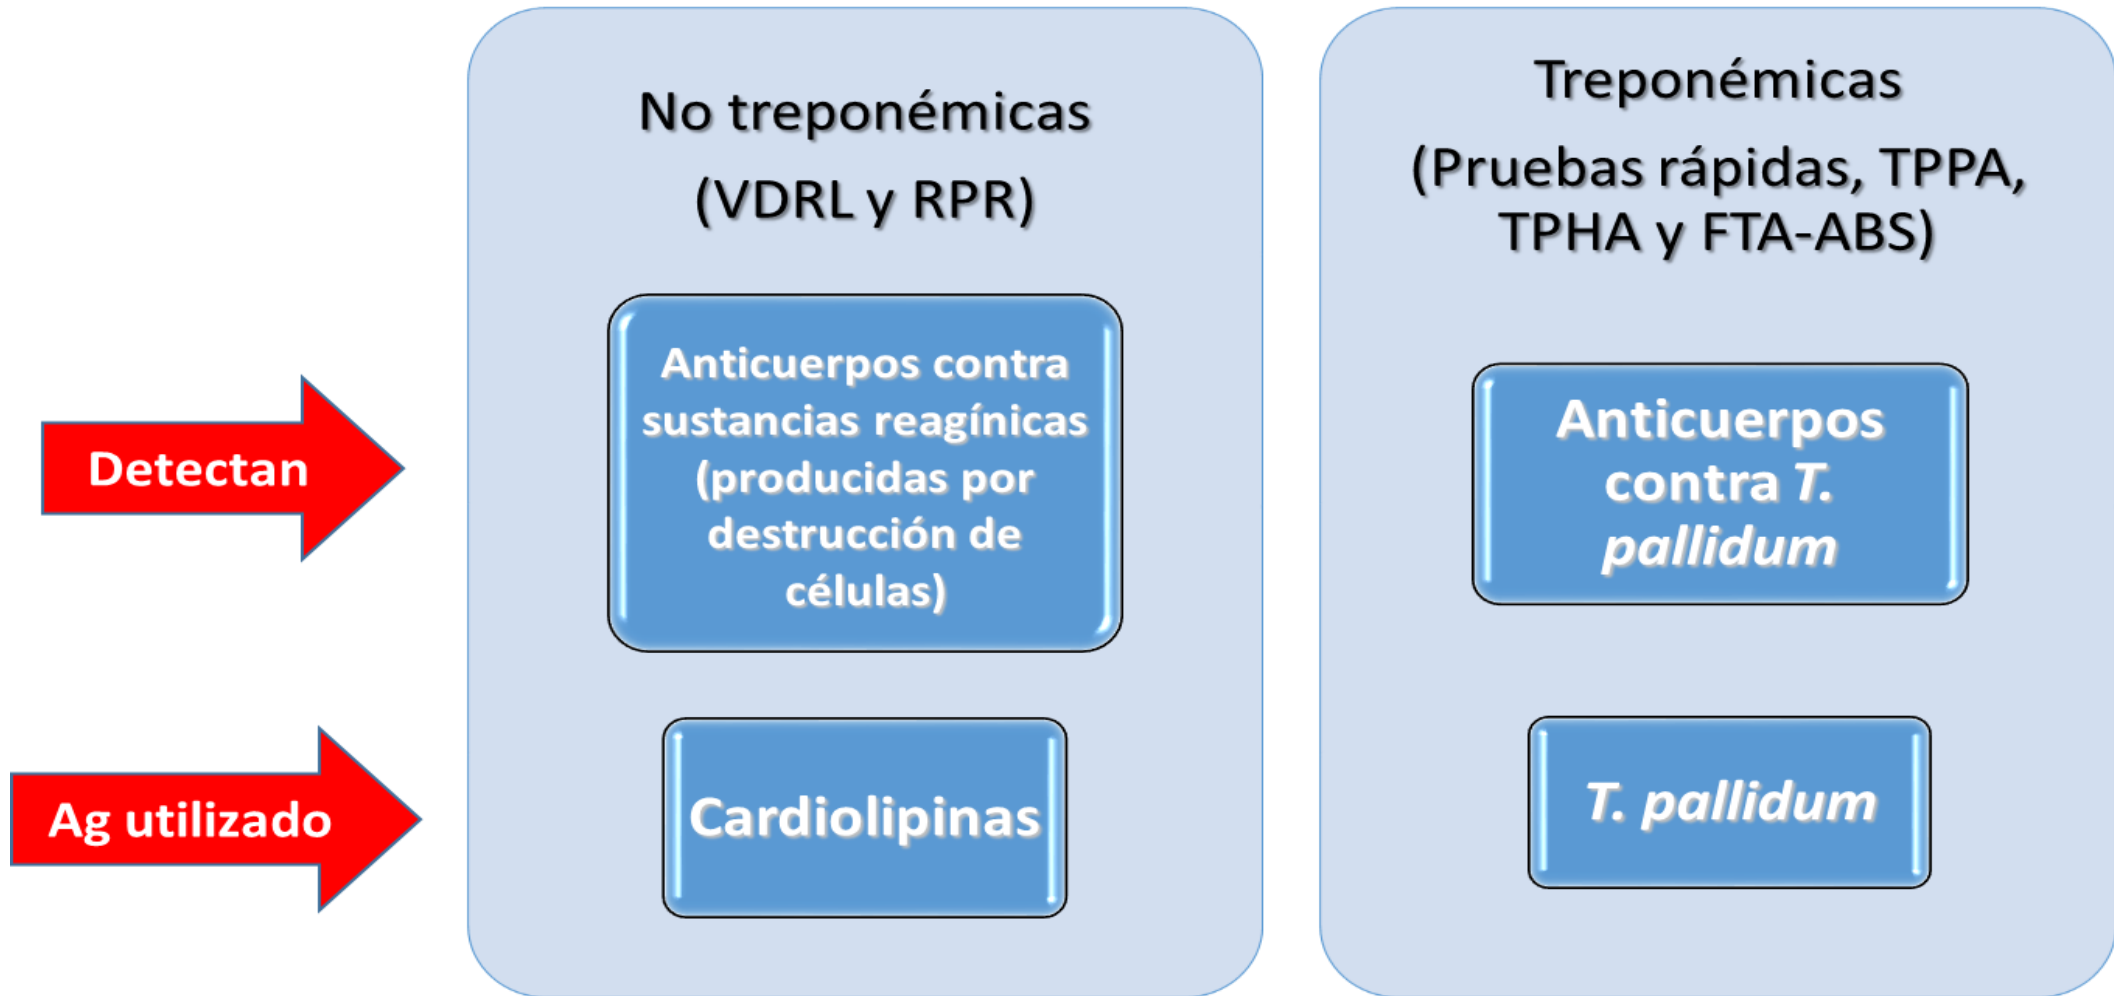 No treponémicas
(VDRL y RPR)
Treponémicas
(Pruebas rápidas, TPPA,
TPHA y FTA-ABS)
Detectan
Anticuerpos contra
sustancias reagínicas
(producidas por
destrucción de
células)
Anticuerpos
contra T.
pallidum
Ag utilizado
Cardiolipinas
T. pallidum